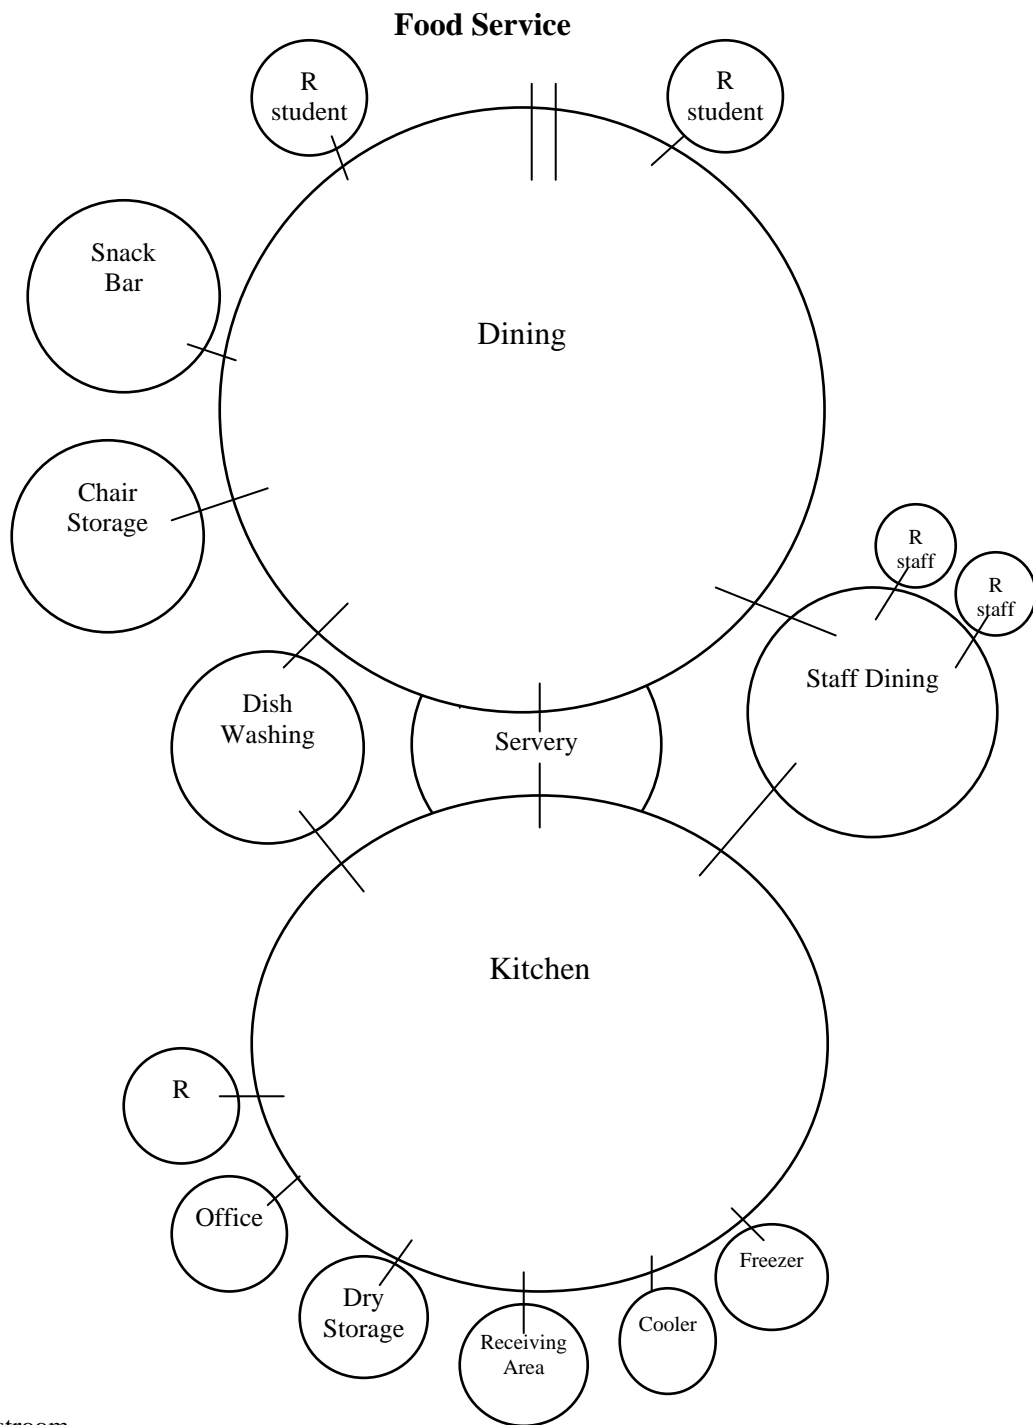 Food Service
R
student
R
student
Snack
Bar
Dining
Chair
Storage
R
staff
R
staff
Staff Dining
Dish
Washing
Servery
Kitchen
R
Office
Dry
Storage
Receiving
Area
Cooler
Freezer